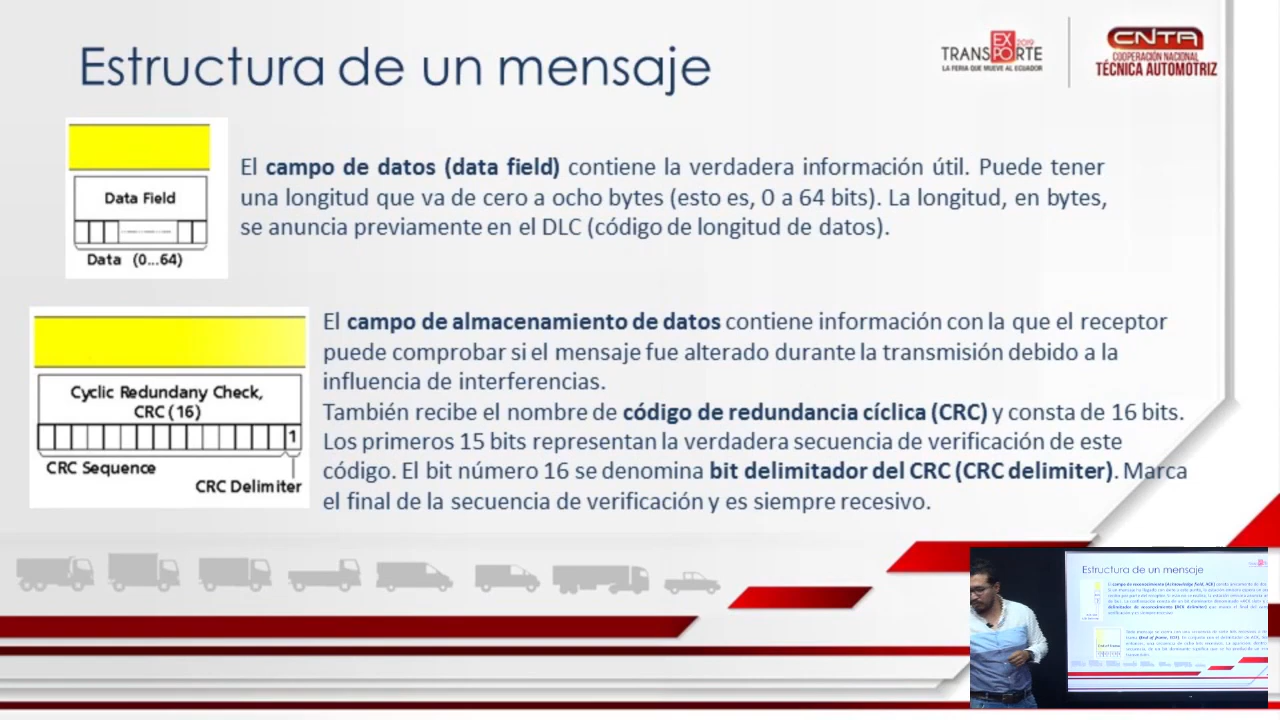 Estructura de un mensaje
TRANSPORTE
EXPO
2019
LA FERIA QUE MUEVE AL ECUADOR
CNTA
COOPERACIÓN NACIONAL
TÉCNICA AUTOMOTRIZ
Data Field
Data (0...64)
El campo de datos (data field) contiene la verdadera información útil. Puede tener
una longitud que va de cero a ocho bytes (esto es, 0 a 64 bits). La longitud, en bytes,
se anuncia previamente en el DLC (código de longitud de datos).
Cyclic Redundany Check,
CRC (16)
1
CRC Sequence
CRC Delimiter
El campo de almacenamiento de datos contiene información con la que el receptor
puede comprobar si el mensaje fue alterado durante la transmisión debido a la
influencia de interferencias.
También recibe el nombre de código de redundancia cíclica (CRC) y consta de 16 bits.
Los primeros 15 bits representan la verdadera secuencia de verificación de este
código. El bit número 16 se denomina bit delimitador del CRC (CRC delimiter). Marca
el final de la secuencia de verificación y es siempre recesivo.
Estructura de un mensaje